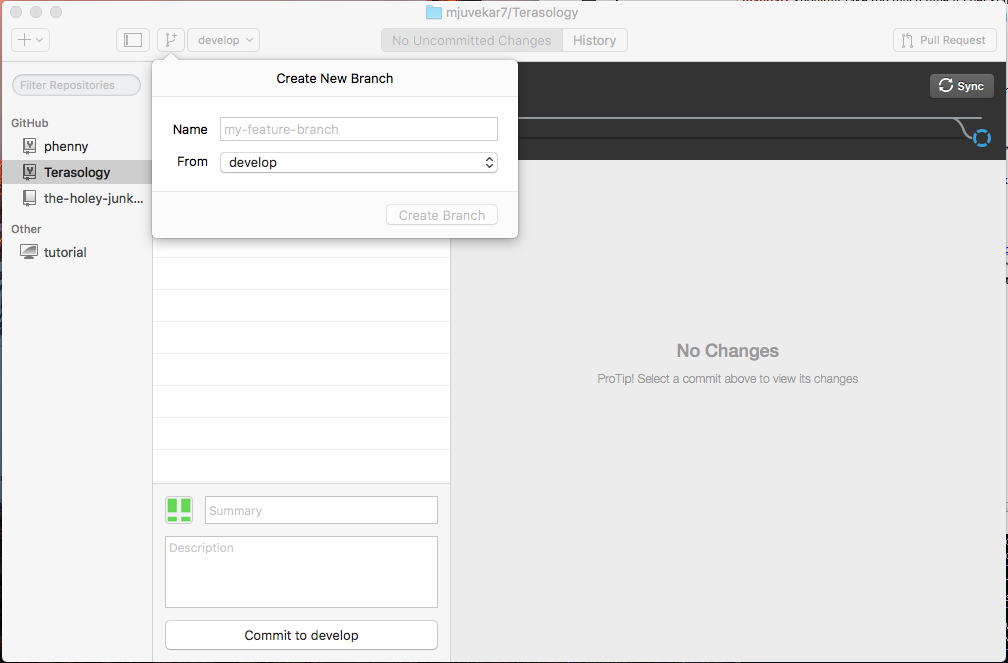 mjuvekar7/Terasology
develop
No Uncommitted Changes
History
Pull Request
Filter Repositories
GitHub
phenny
Terasology
the-holey-junk...
Other
tutorial
Create New Branch
Name my-feature-branch
From develop
Create Branch
Sync
No Changes
ProTip! Select a commit above to view its changes
Summary
Description
Commit to develop